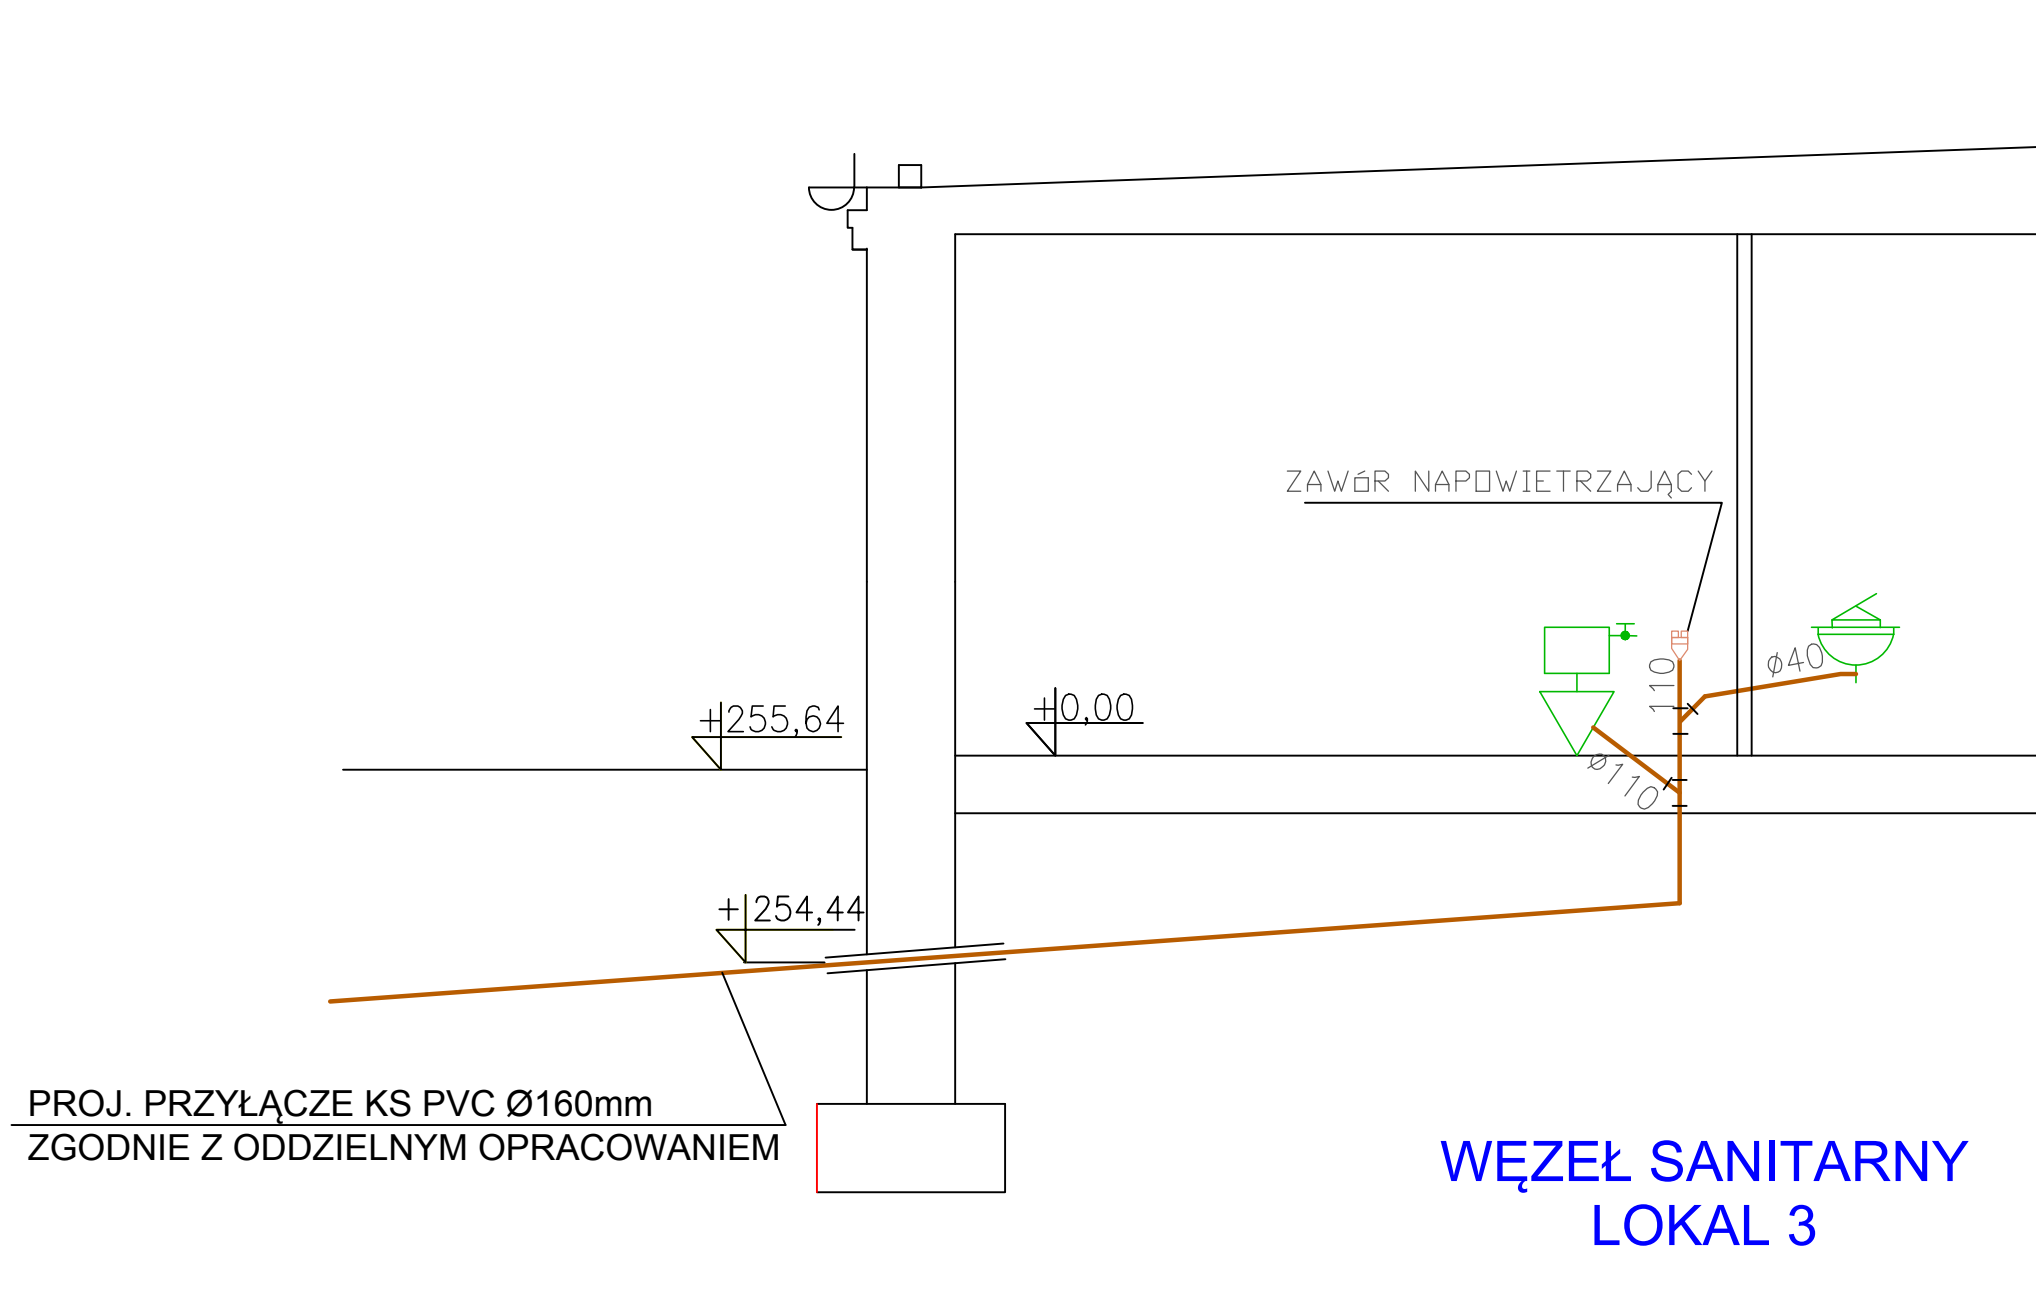 ZAWóR NAPOWIETRZAJĄCY
110
ø40
+255,64
+0,00
ø110
+254,44
PROJ. PRZYŁĄCZE KS PVC Ø160mm
ZGODNIE Z ODDZIELNYM OPRACOWANIEM
WĘZEŁ SANITARNY
LOKAL 3